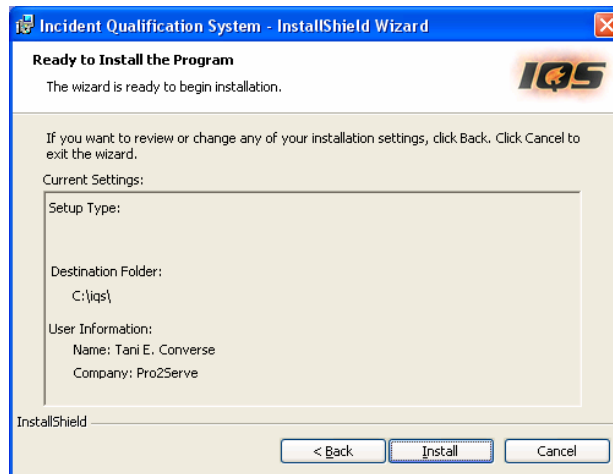 Incident Qualification System - InstallShield Wizard
Ready to Install the Program
The wizard is ready to begin installation.
IQS
If you want to review or change any of your installation settings, click Back. Click Cancel to
exit the wizard.
Current Settings:
Setup Type:
Destination Folder:
C:\iqs\
User Information:
Name: Tani E. Converse
Company: Pro2Serve
InstallShield
< Back
Install
Cancel